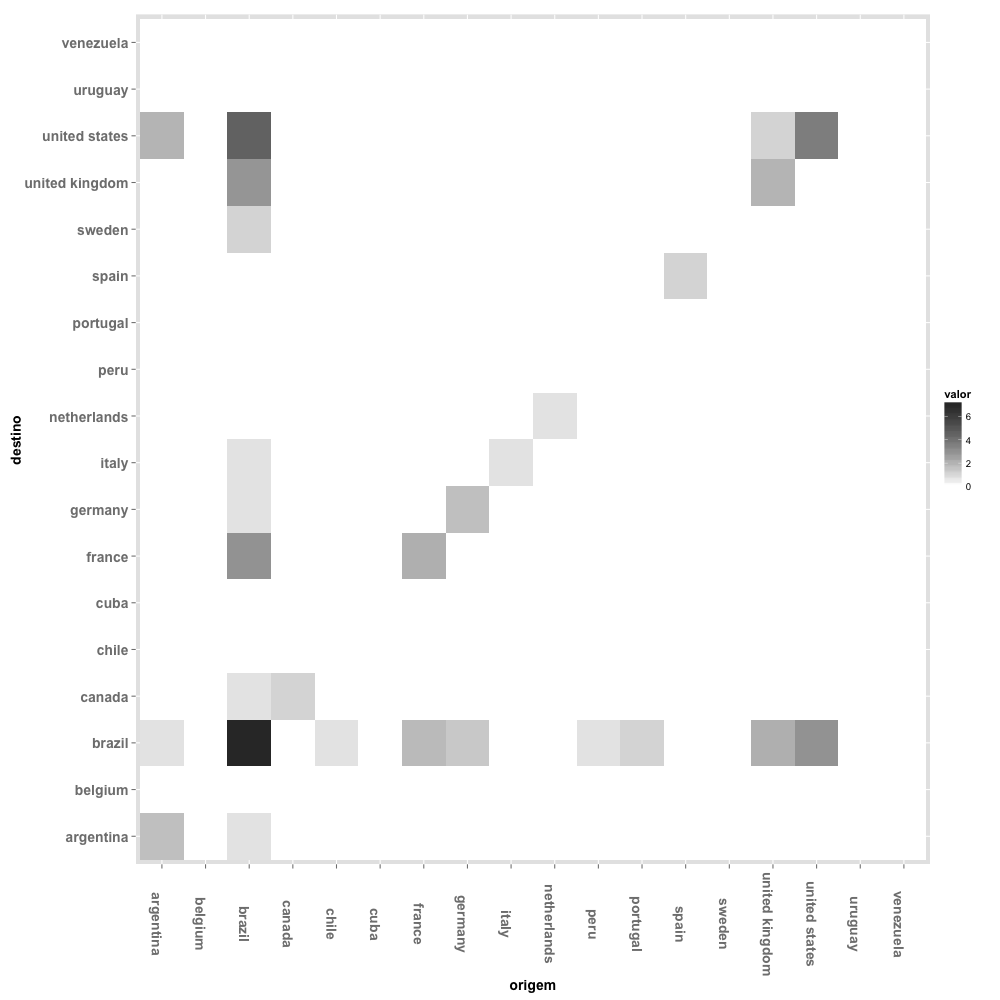 venezuela
uruguay
united states
united kingdom
sweden
spain
portugal
peru
netherlands
italy
germany
france
cuba
chile
canada
brazil
belgium
argentina
destino
valor
6
4
2
0
argentina
belgium
brazil
canada
chile
cuba
france
germany
italy
netherlands
peru
portugal
spain
sweden
united kingdom
united states
uruguay
venezuela
origem